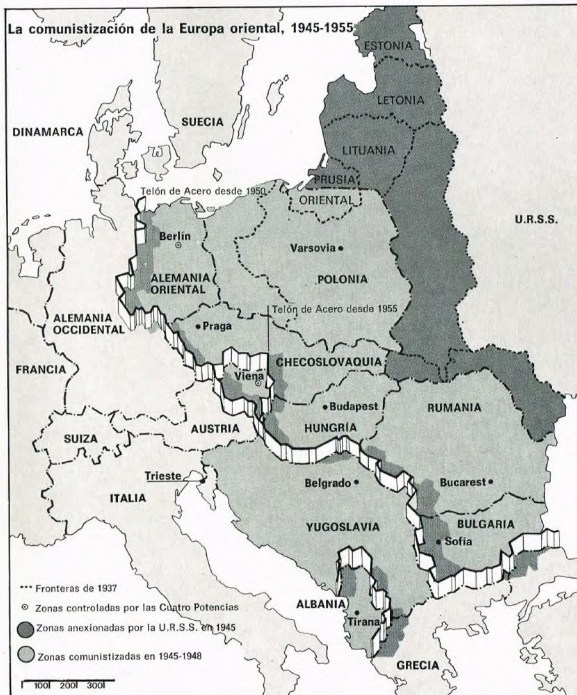 La comunistización de la Europa oriental, 1945-1955
ESTONIA
LETONIA
SUECIA
DINAMARCA
LITUANIA
PRUSIA
ORIENTAL
Telón de Acero desde 1950
U.R.S.S.
Berlín
Varsovia
ALEMANIA
ORIENTAL
POLONIA
Telón de Acero desde 1955
ALEMANIA
OCCIDENTAL
Praga
FRANCIA
CHECOSLOVAQUIA
Viena
Budapest
RUMANIA
AUSTRIA
HUNGRÍA
SUIZA
Trieste
Belgrado
Bucarest
ITALIA
YUGOSLAVIA
BULGARIA
Sofía
Fronteras de 1937
Zonas controladas por las Cuatro Potencias
ALBANIA
Zonas anexionadas por la U.R.S.S. en 1945
Tirana
Zonas comunistizadas en 1945-1948
GRECIA
100 200 300